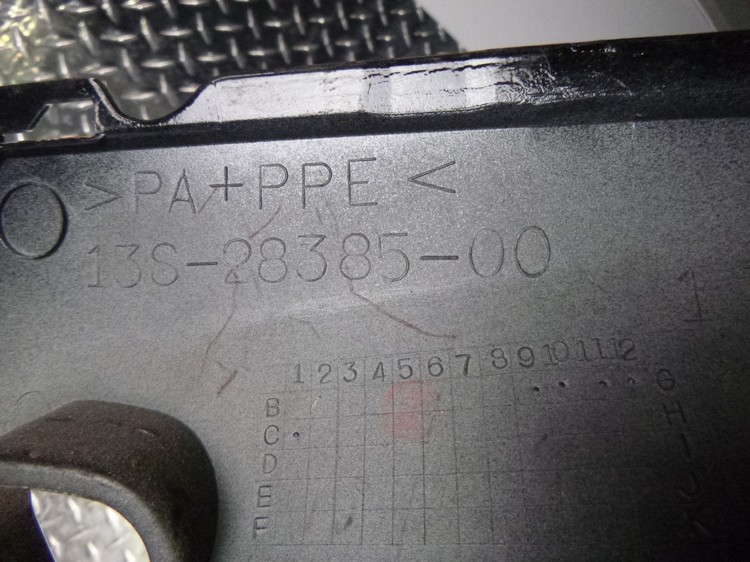 >PA+PPE<
13S-28385-00
1
1 2 3 4 5 6 7 8 9 10 11 12
B G
C H
D I
E J
F K